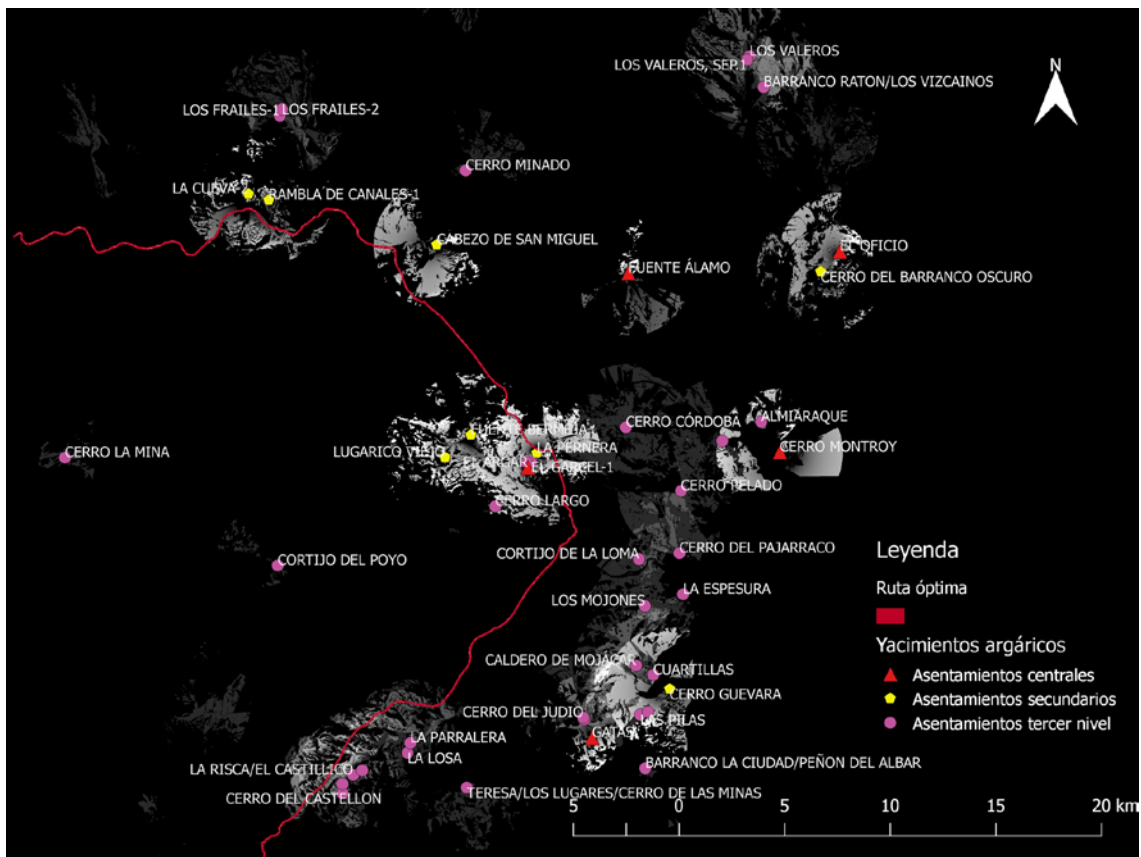 LOS VALEROS
LOS VALEROS, SEP.1
BARRANCO RATON/LOS VIZCAINOS
N
LOS FRAILES-1
LOS FRAILES-2
CERRO MINADO
RAMBLA DE CANALES-1
CABEZO DE SAN MIGUEL
EL OFICIO
FUENTE ÁLAMO
CERRO DEL BARRANCO OSCURO
ALMIARAQUE
CERRO CÓRDOBA
LUGARICO VIEJO
LA PERNERA
CERRO MONTROY
CERRO LA MINA
EL ARGAR
EL GARCEL-1
CERRO PELADO
CERRO LARGO
CORTIJO DE LA LOMA
CERRO DEL PAJARRACO
CORTIJO DEL POYO
LA ESPESURA
LOS MOJONES
Leyenda
Ruta óptima
Yacimientos argáricos
Asentamientos centrales
Asentamientos secundarios
Asentamientos tercer nivel
CALDERO DE MOJÁCAR
CUARTILLAS
CERRO GUEVARA
CERRO DEL JUDIO
LAS PILAS
GATAS
LA PARRALERA
LA LOSA
BARRANCO LA CIUDAD/PEÑON DEL ALBAR
LA RISCA/EL CASTILLICO
CERRO DEL CASTELLON
TERESA/LOS LUGARES/CERRO DE LAS MINAS
5 0 5 10 15 20 km